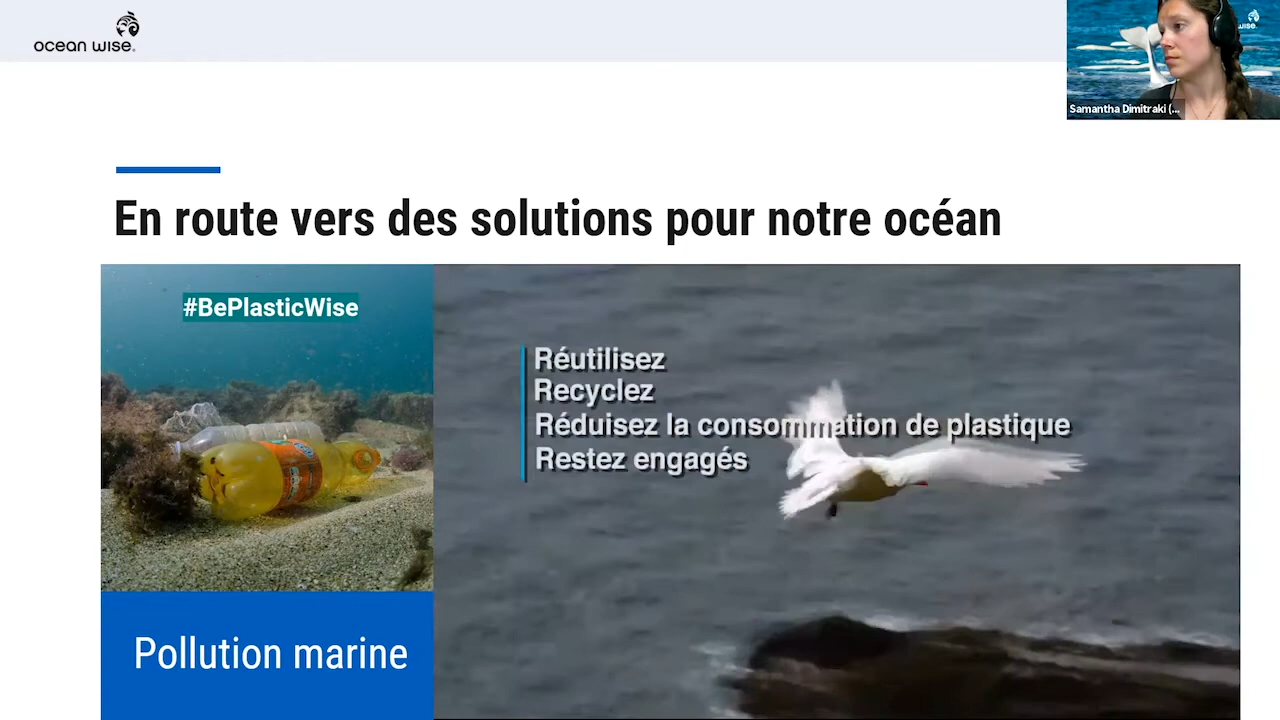 ocean wise
wise
Samantha Dimitraki (...
En route vers des solutions pour notre océan
#BePlasticWise
Réutilisez
Recyclez
Réduisez la consommation de plastique
Restez engagés
Pollution marine